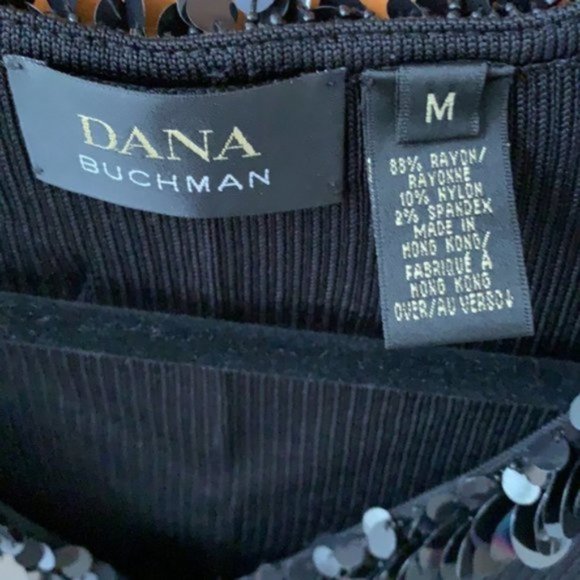 DANA
BUCHMAN
M
88% RAYON/
RAYONNE
10% NYLON
2% SPANDEX
MADE IN
HONG KONG/
FABRIQUÉ À
HONG KONG
OVER/AU VERSO↓